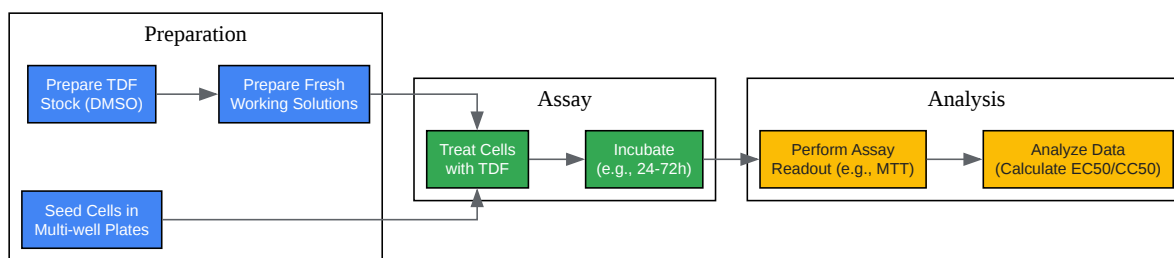 Preparation
Prepare TDF
Stock (DMSO)
Prepare Fresh
Working Solutions
Seed Cells in
Multi-well Plates
Assay
Treat Cells
with TDF
Incubate
(e.g., 24-72h)
Analysis
Perform Assay
Readout (e.g., MTT)
Analyze Data
(Calculate EC50/CC50)